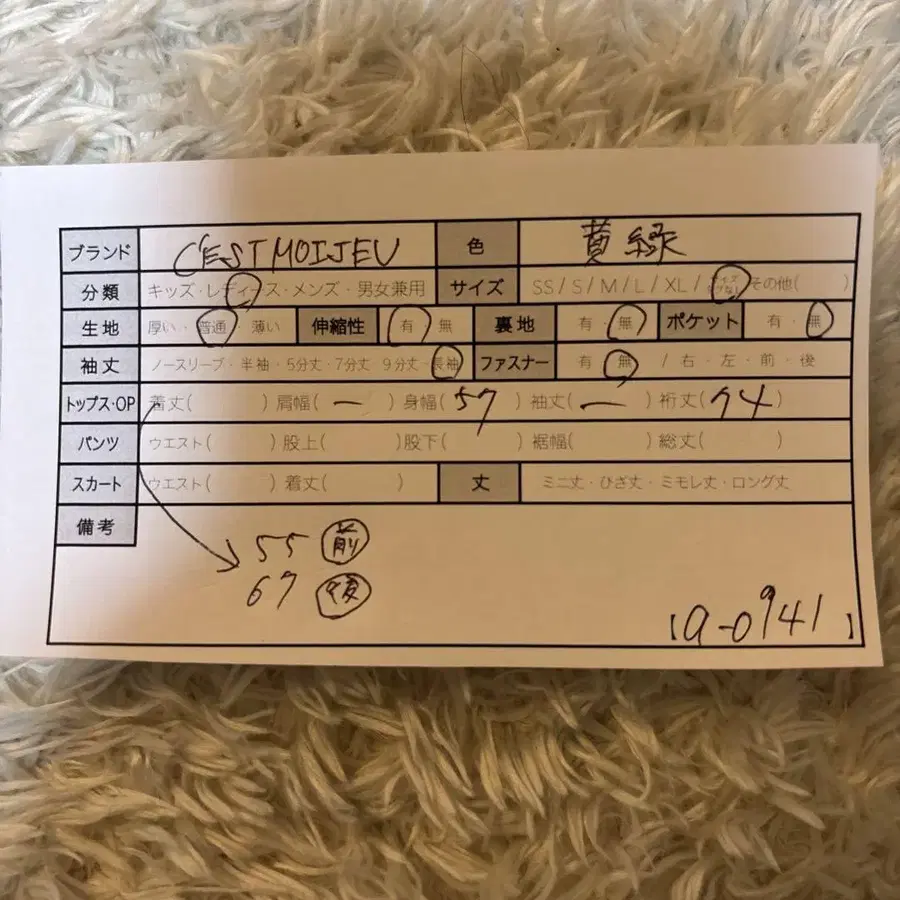 ブランド C'ESTMOIJEU 色 黄緑
分類 キッズ・レディース・メンズ・男女兼用 サイズ SS/S/M/L/XL/サイズ表記なし その他( )
生地 厚い・普通・薄い 伸縮性 有・無 裏地 有・無 ポケット 有・無
袖丈 ノースリーブ・半袖・5分丈・7分丈・9分丈・長袖 ファスナー 有・無 / 右・左・前・後
トップス・OP 着丈( ) 肩幅( ー ) 身幅( 57 ) 袖丈( ー ) 裄丈( 74 )
パンツ ウエスト( ) 股上( ) 股下( ) 裾幅( ) 総丈( )
スカート ウエスト( ) 着丈( ) 丈 ミニ丈・ひざ丈・ミモレ丈・ロング丈
備考
55 前
67 後
【a-0941】